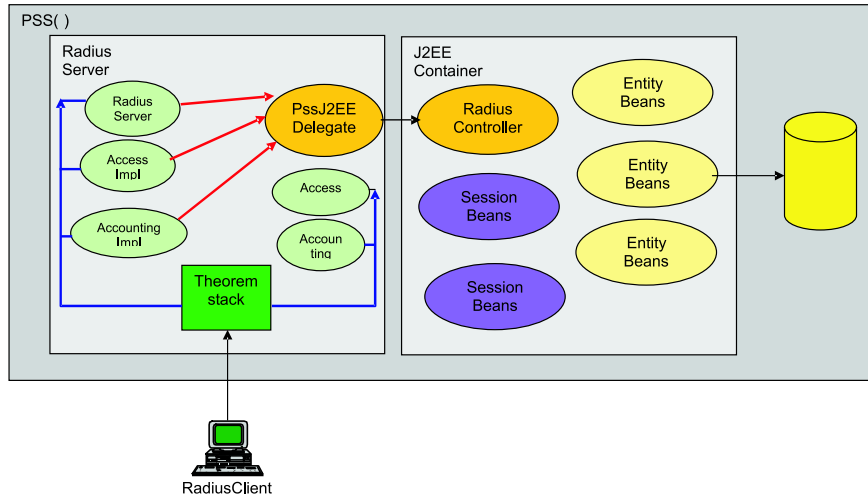 PSS( )
Radius
Server
Radius
Server
Access
Impl
Accounting
Impl
PssJ2EE
Delegate
Access
Accoun
ting
Theorem
stack
J2EE
Container
Radius
Controller
Session
Beans
Session
Beans
Entity
Beans
Entity
Beans
Entity
Beans
RadiusClient